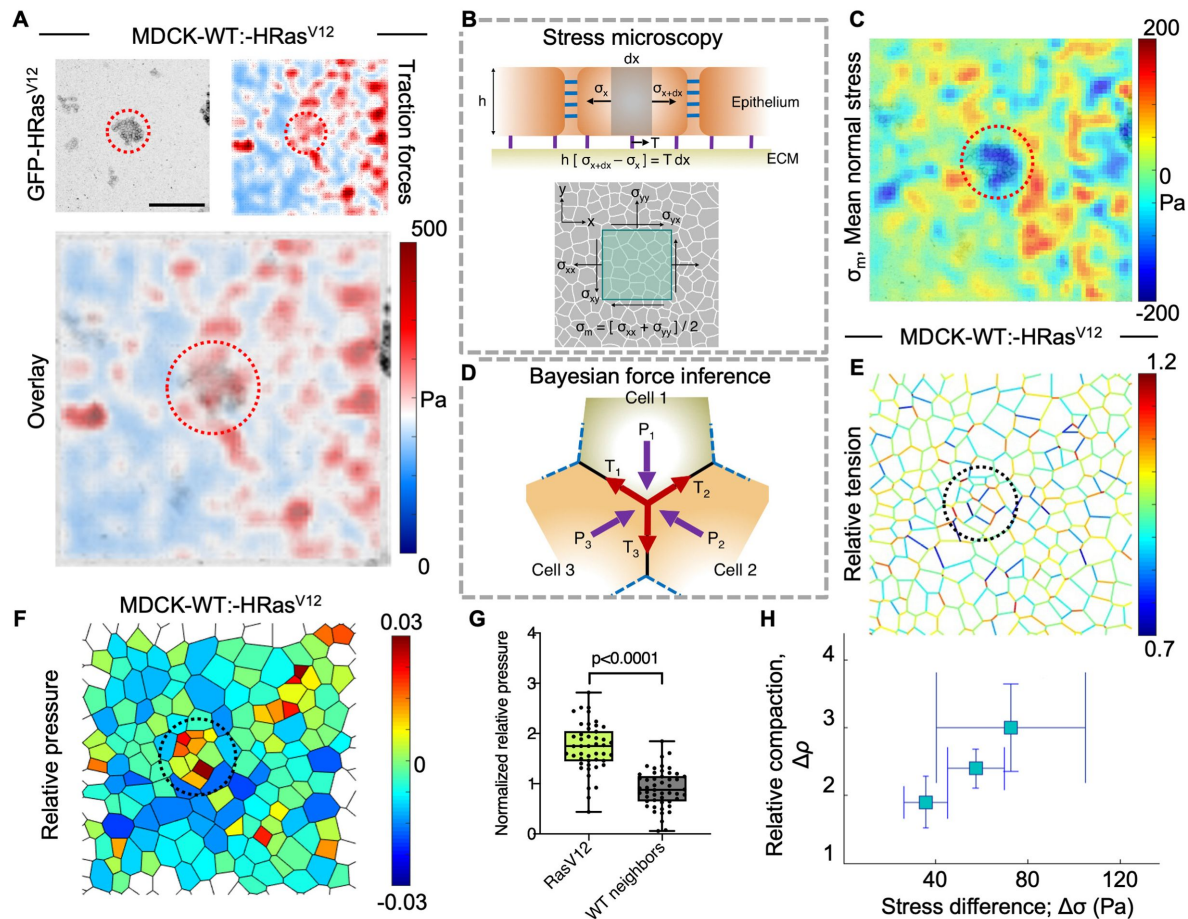 A
MDCK-WT:-HRasV12
GFP-HRasV12
Traction forces
Overlay
500
Pa
0
B
Stress microscopy
dx
h
σx
σx+dx
Epithelium
T
h [ σx+dx – σx ] = T dx
ECM
y
x
σyy
σyx
σxx
σxy
σm = [ σxx + σyy ] / 2
C
σm, Mean normal stress
200
0
Pa
-200
D
Bayesian force inference
Cell 1
P1
T1
T2
P3
T3
P2
Cell 3
Cell 2
MDCK-WT:-HRasV12
E
Relative tension
1.2
0.7
F
MDCK-WT:-HRasV12
Relative pressure
0.03
0
-0.03
G
Normalized relative pressure
p<0.0001
4
3
2
1
0
RasV12
WT neighbors
H
Relative compaction,
Δρ
4
3
2
1
40
80
120
Stress difference; Δσ (Pa)